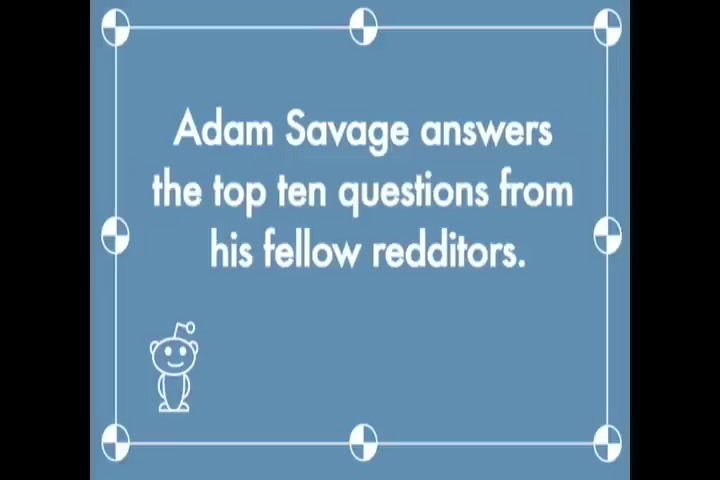 Adam Savage answers
the top ten questions from
his fellow redditors.